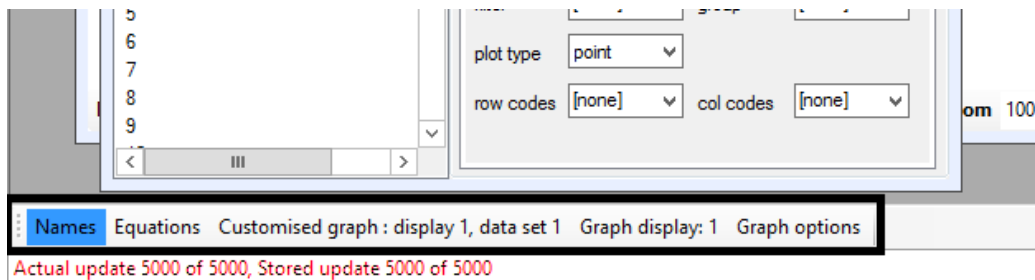 5
6
7
plot type point
8
row codes [none] col codes [none]
om 100
9
Names Equations Customised graph : display 1, data set 1 Graph display: 1 Graph options
Actual update 5000 of 5000, Stored update 5000 of 5000